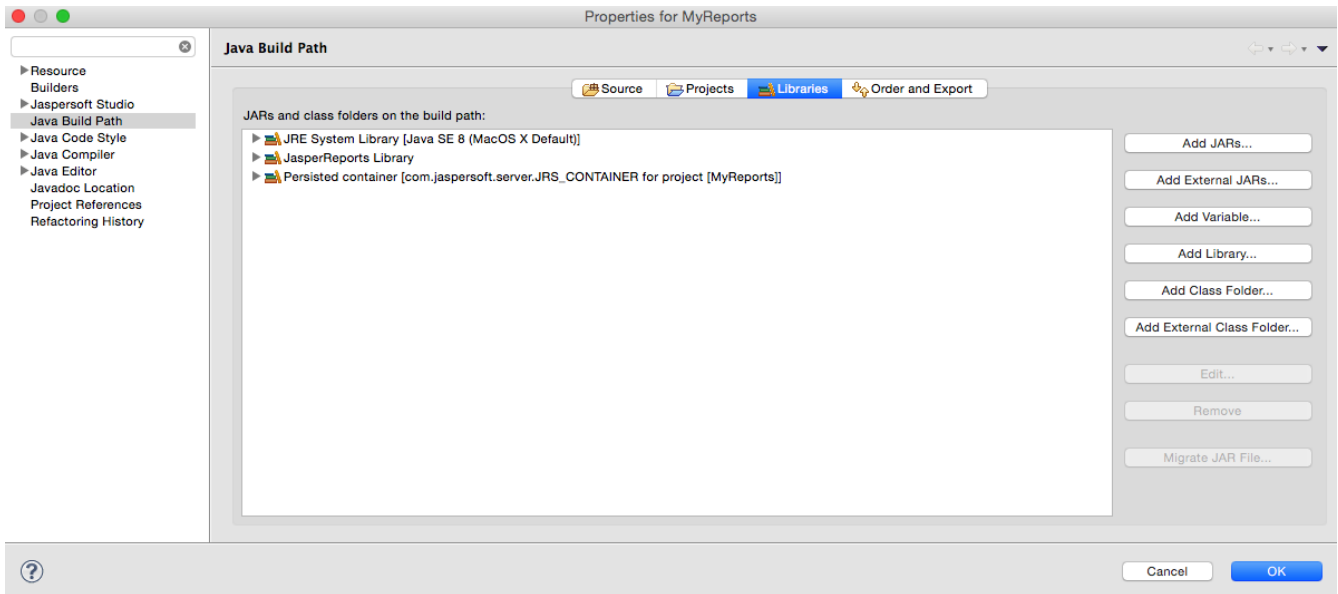 Properties for MyReports
Resource
Builders
Jaspersoft Studio
Java Build Path
Java Code Style
Java Compiler
Java Editor
Javadoc Location
Project References
Refactoring History
Java Build Path
Source Projects Libraries Order and Export
JARs and class folders on the build path:
JRE System Library [Java SE 8 (MacOS X Default)]
JasperReports Library
Persisted container [com.jaspersoft.server.JRS_CONTAINER for project [MyReports]]
Add JARs...
Add External JARs...
Add Variable...
Add Library...
Add Class Folder...
Add External Class Folder...
Edit...
Remove
Migrate JAR File...
?
Cancel OK